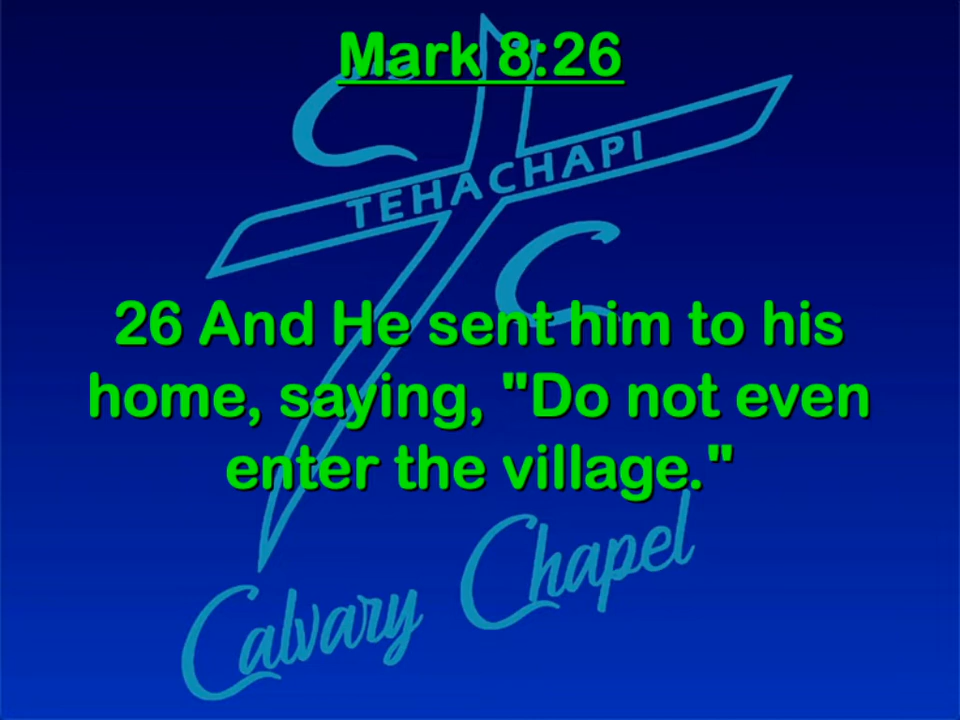 Mark 8:26
C
TEHACHAPI
C
26 And He sent him to his
home, saying, "Do not even
enter the village."
Calvary Chapel